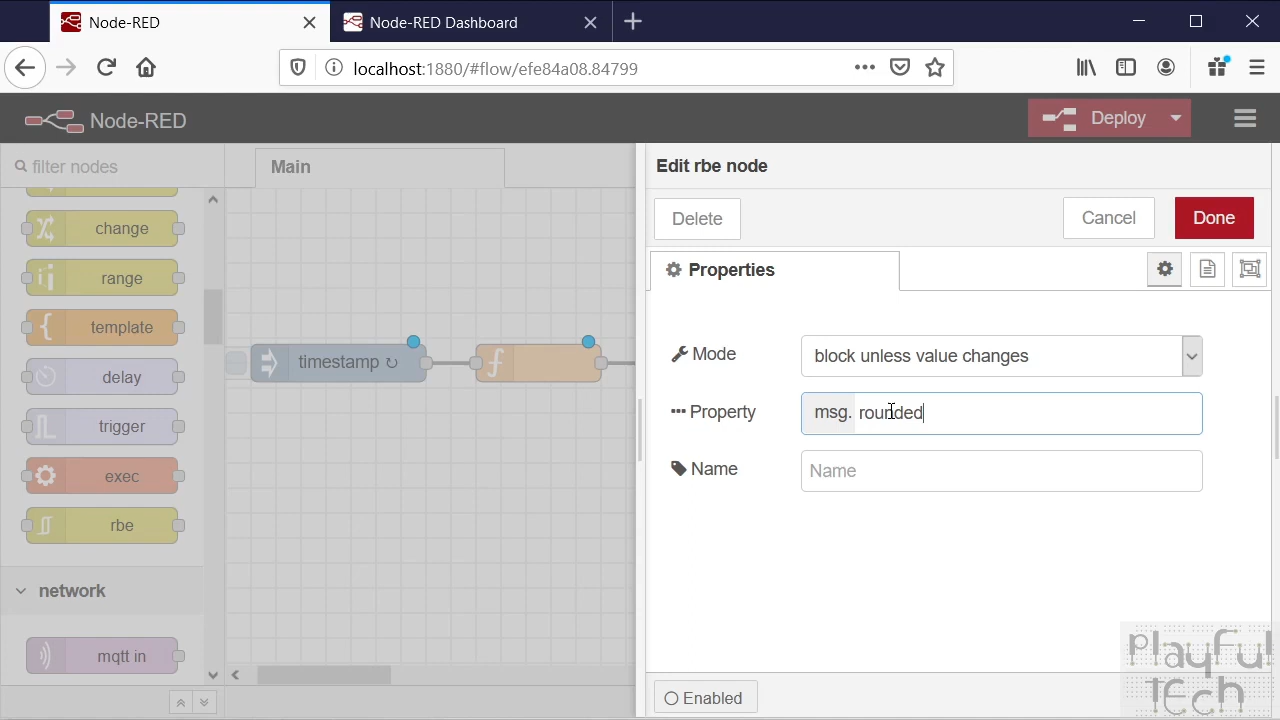 Node-RED
Node-RED Dashboard
localhost:1880/#flow/efe84a08.84799
Node-RED
Deploy
filter nodes
Main
Edit rbe node
Delete
Cancel
Done
Properties
change
range
template
delay
trigger
exec
rbe
network
mqtt in
timestamp ↻
Mode
block unless value changes
Property
msg. rounded
Name
Name
Enabled
playful
tech